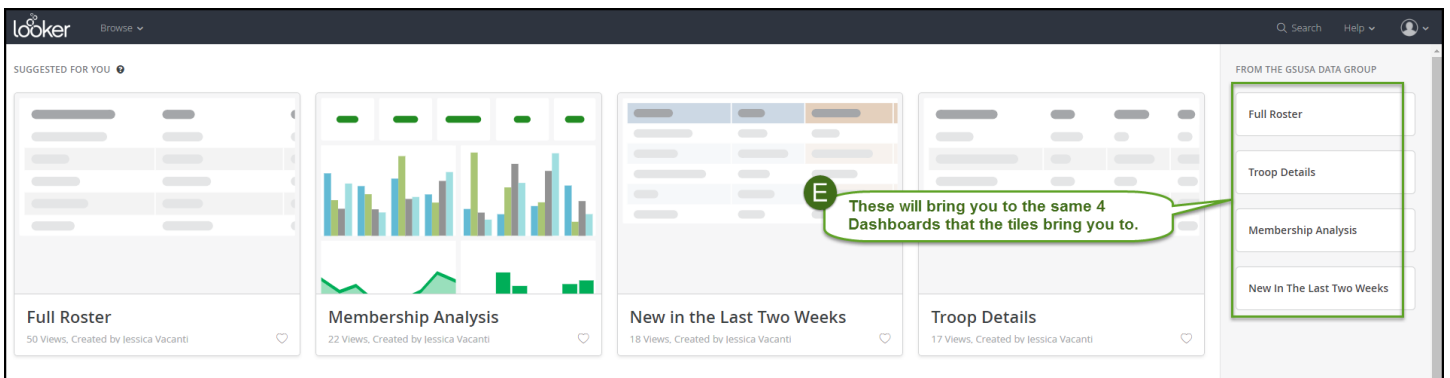 looker
Browse
Search
Help
SUGGESTED FOR YOU ?
FROM THE GSUSA DATA GROUP
Full Roster
50 Views, Created by Jessica Vacanti
Membership Analysis
22 Views, Created by Jessica Vacanti
New in the Last Two Weeks
18 Views, Created by Jessica Vacanti
Troop Details
17 Views, Created by Jessica Vacanti
E
These will bring you to the same 4
Dashboards that the tiles bring you to.
Full Roster
Troop Details
Membership Analysis
New In The Last Two Weeks